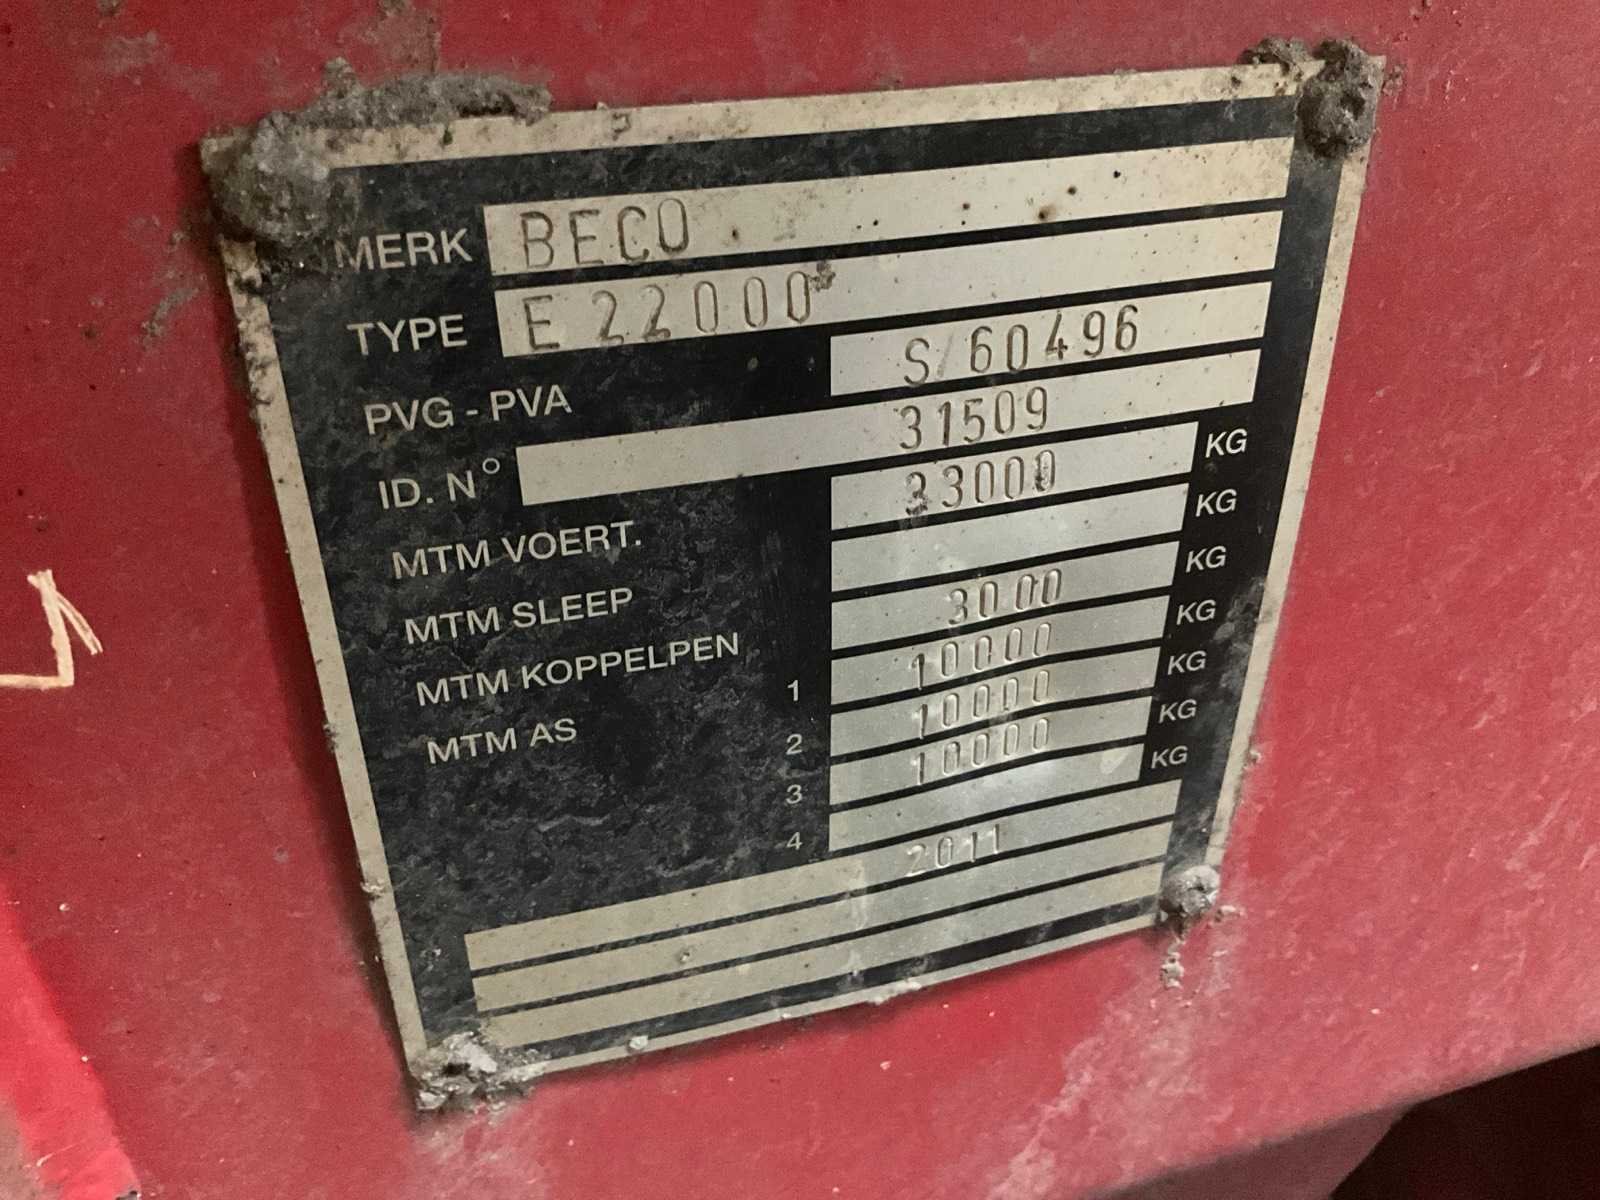 MERK BECO
TYPE E 22000
PVG - PVA S/60496
ID. N° 31509
MTM VOERT. 33000 KG
MTM SLEEP KG
MTM KOPPELPEN 3000 KG
MTM AS 1 10000 KG
2 10000 KG
3 10000 KG
4 KG
2011